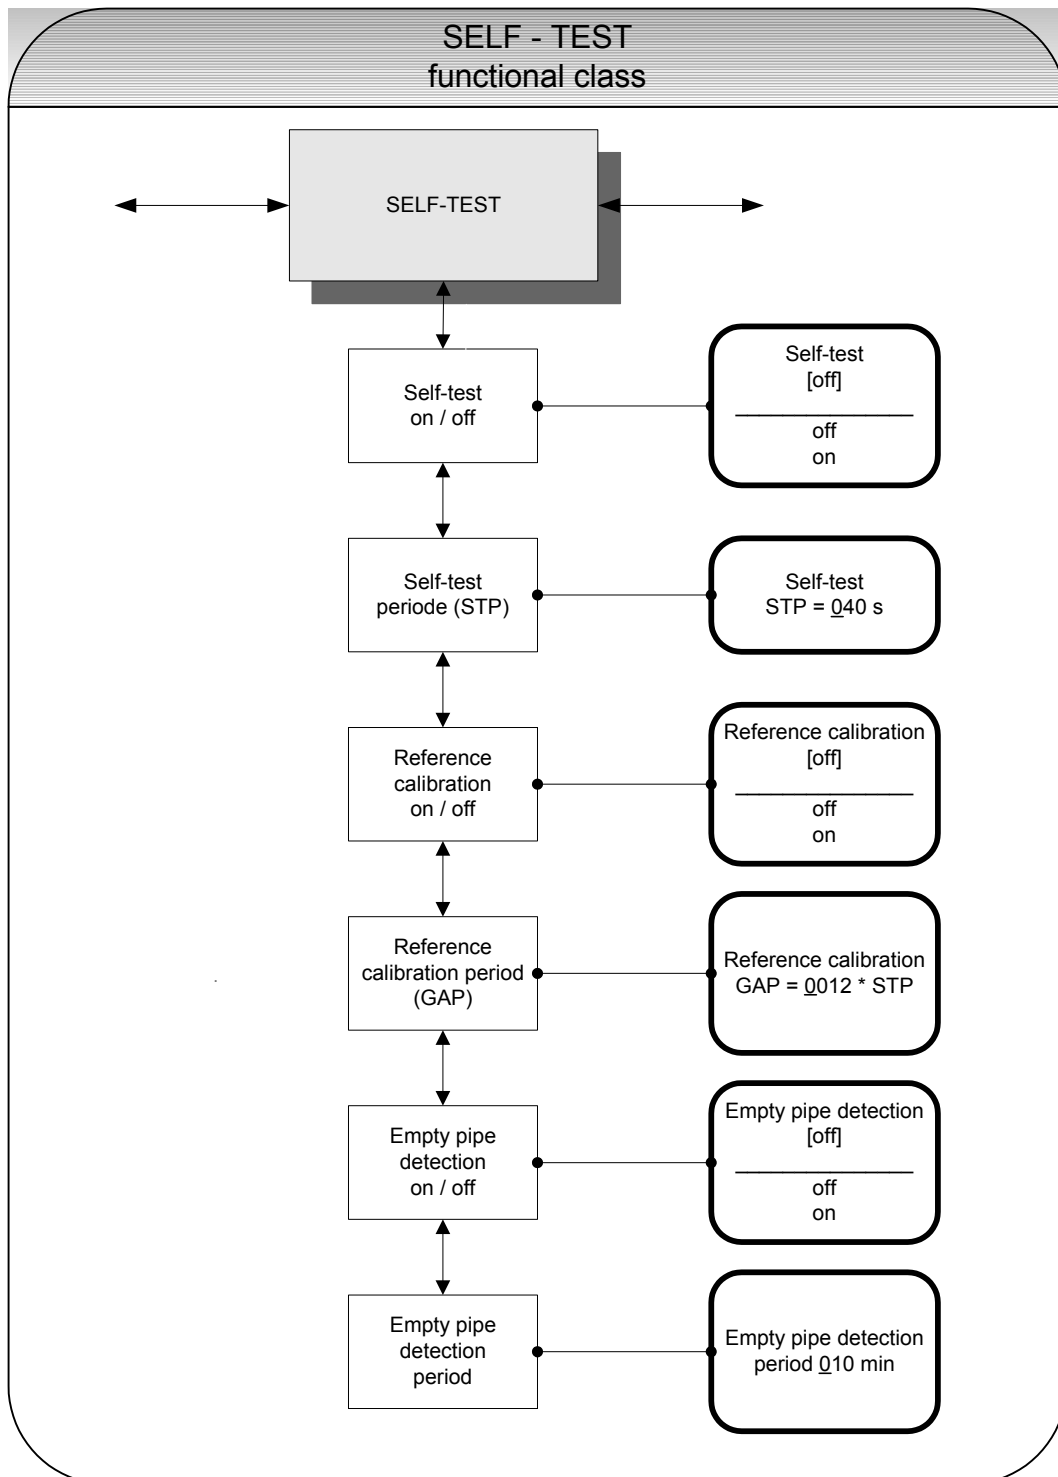 SELF - TEST
functional class
SELF-TEST
Self-test
on / off
Self-test
[off]
off
on
Self-test
periode (STP)
Self-test
STP = 040 s
Reference
calibration
on / off
Reference calibration
[off]
off
on
Reference
calibration period
(GAP)
Reference calibration
GAP = 0012 * STP
Empty pipe
detection
on / off
Empty pipe detection
[off]
off
on
Empty pipe
detection
period
Empty pipe detection
period 010 min